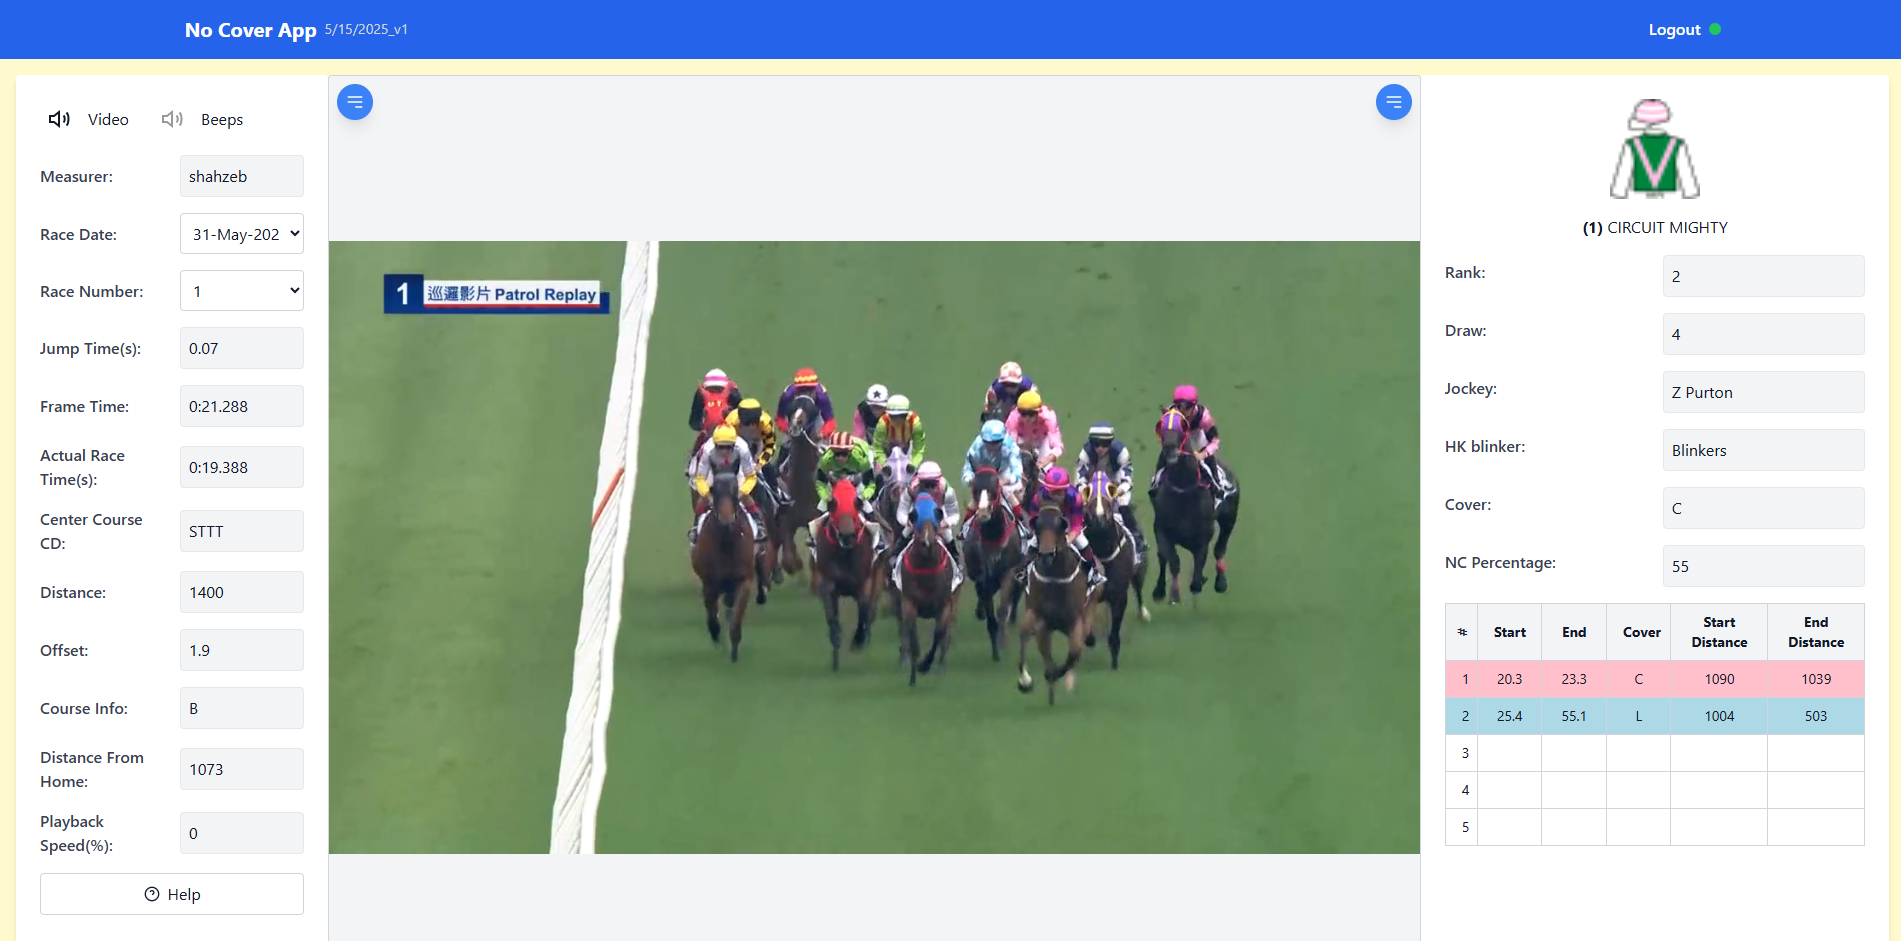 No Cover App 5/15/2025_v1
Logout
Video Beeps
Measurer: shahzeb
Race Date: 31-May-202
Race Number: 1
Jump Time(s): 0.07
Frame Time: 0:21.288
Actual Race
Time(s): 0:19.388
Center Course
CD: STTT
Distance: 1400
Offset: 1.9
Course Info: B
Distance From
Home: 1073
Playback
Speed(%): 0
Help
1 巡邏影片 Patrol Replay
(1) CIRCUIT MIGHTY
Rank: 2
Draw: 4
Jockey: Z Purton
HK blinker: Blinkers
Cover: C
NC Percentage: 55
# Start End Cover Start Distance End Distance
1 20.3 23.3 C 1090 1039
2 25.4 55.1 L 1004 503
3
4
5